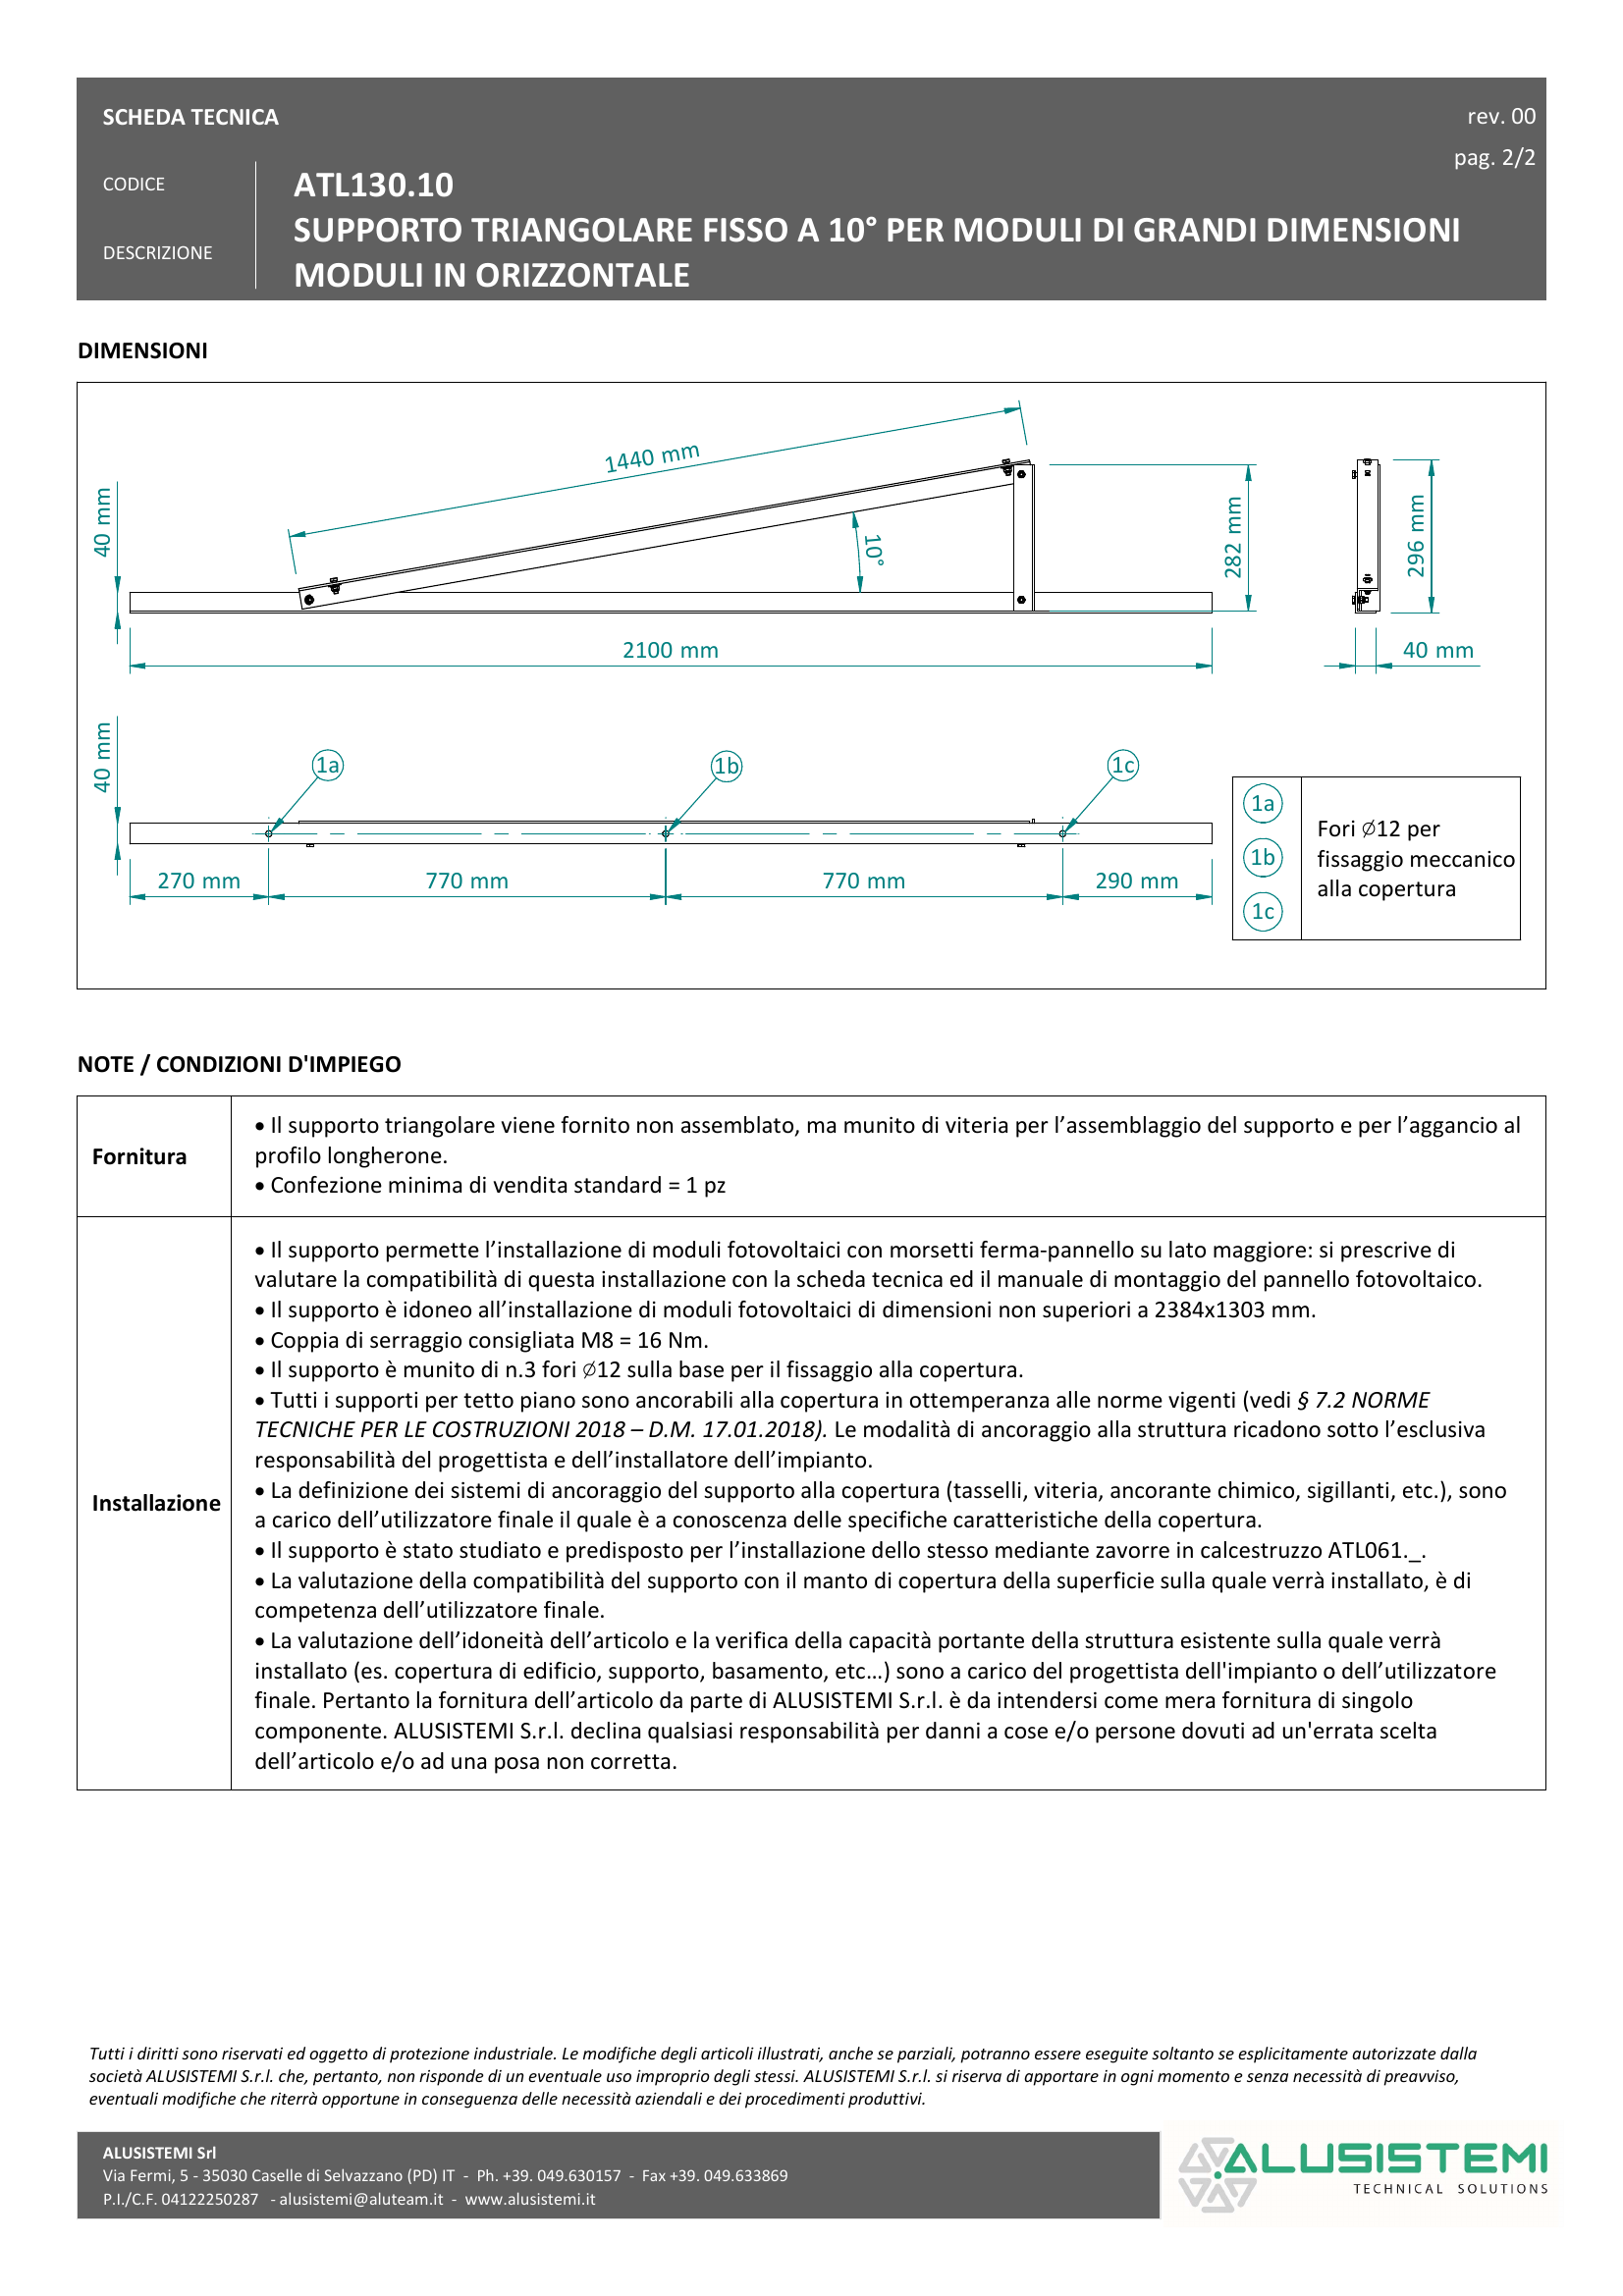 SCHEDA TECNICA
rev. 00
pag. 2/2
CODICE
ATL130.10
DESCRIZIONE
SUPPORTO TRIANGOLARE FISSO A 10° PER MODULI DI GRANDI DIMENSIONI
MODULI IN ORIZZONTALE
DIMENSIONI
1440 mm
40 mm
10°
282 mm
296 mm
2100 mm
40 mm
40 mm
1a
1b
1c
270 mm
770 mm
770 mm
290 mm
1a
1b
1c
Fori ∅12 per
fissaggio meccanico
alla copertura
NOTE / CONDIZIONI D'IMPIEGO
Fornitura
• Il supporto triangolare viene fornito non assemblato, ma munito di viteria per l’assemblaggio del supporto e per l’aggancio al
profilo longherone.
• Confezione minima di vendita standard = 1 pz
Installazione
• Il supporto permette l’installazione di moduli fotovoltaici con morsetti ferma-pannello su lato maggiore: si prescrive di
valutare la compatibilità di questa installazione con la scheda tecnica ed il manuale di montaggio del pannello fotovoltaico.
• Il supporto è idoneo all’installazione di moduli fotovoltaici di dimensioni non superiori a 2384x1303 mm.
• Coppia di serraggio consigliata M8 = 16 Nm.
• Il supporto è munito di n.3 fori ∅12 sulla base per il fissaggio alla copertura.
• Tutti i supporti per tetto piano sono ancorabili alla copertura in ottemperanza alle norme vigenti (vedi § 7.2 NORME
TECNICHE PER LE COSTRUZIONI 2018 – D.M. 17.01.2018). Le modalità di ancoraggio alla struttura ricadono sotto l’esclusiva
responsabilità del progettista e dell’installatore dell’impianto.
• La definizione dei sistemi di ancoraggio del supporto alla copertura (tasselli, viteria, ancorante chimico, sigillanti, etc.), sono
a carico dell’utilizzatore finale il quale è a conoscenza delle specifiche caratteristiche della copertura.
• Il supporto è stato studiato e predisposto per l’installazione dello stesso mediante zavorre in calcestruzzo ATL061._.
• La valutazione della compatibilità del supporto con il manto di copertura della superficie sulla quale verrà installato, è di
competenza dell’utilizzatore finale.
• La valutazione dell’idoneità dell’articolo e la verifica della capacità portante della struttura esistente sulla quale verrà
installato (es. copertura di edificio, supporto, basamento, etc…) sono a carico del progettista dell'impianto o dell’utilizzatore
finale. Pertanto la fornitura dell’articolo da parte di ALUSISTEMI S.r.l. è da intendersi come mera fornitura di singolo
componente. ALUSISTEMI S.r.l. declina qualsiasi responsabilità per danni a cose e/o persone dovuti ad un'errata scelta
dell’articolo e/o ad una posa non corretta.
Tutti i diritti sono riservati ed oggetto di protezione industriale. Le modifiche degli articoli illustrati, anche se parziali, potranno essere eseguite soltanto se esplicitamente autorizzate dalla
società ALUSISTEMI S.r.l. che, pertanto, non risponde di un eventuale uso improprio degli stessi. ALUSISTEMI S.r.l. si riserva di apportare in ogni momento e senza necessità di preavviso,
eventuali modifiche che riterrà opportune in conseguenza delle necessità aziendali e dei procedimenti produttivi.
ALUSISTEMI Srl
Via Fermi, 5 - 35030 Caselle di Selvazzano (PD) IT - Ph. +39. 049.630157 - Fax +39. 049.633869
P.I./C.F. 04122250287 - alusistemi@aluteam.it - www.alusistemi.it
ALUSISTEMI
TECHNICAL SOLUTIONS